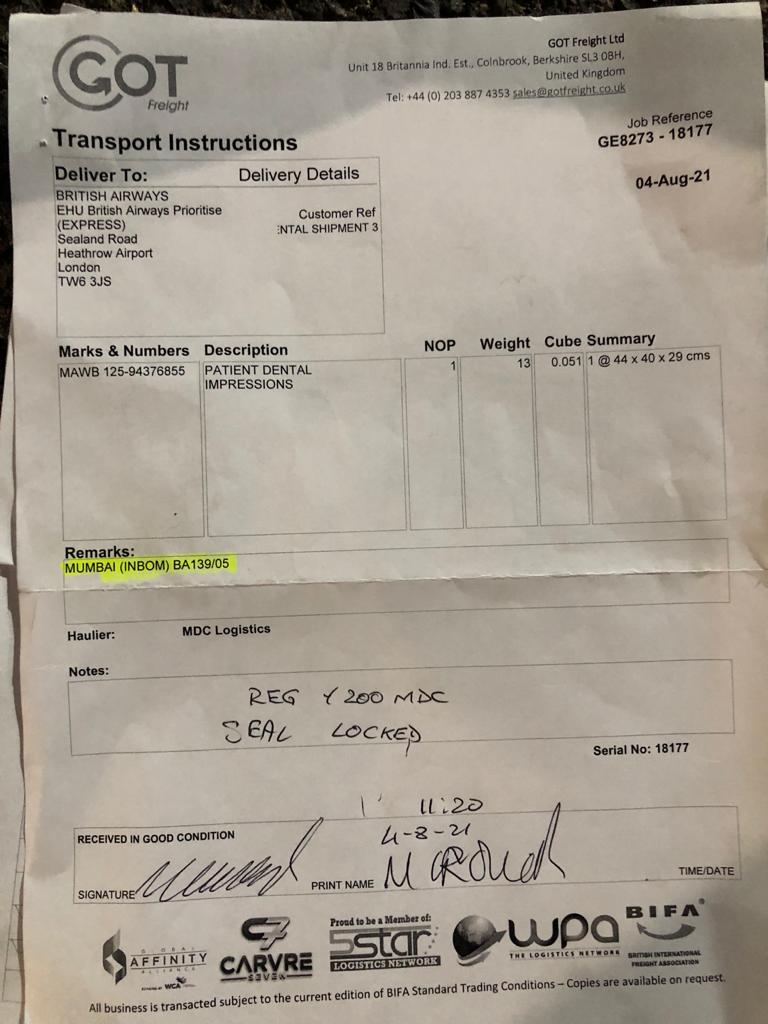 GOT
Freight
GOT Freight Ltd
Unit 18 Britannia Ind. Est., Colnbrook, Berkshire SL3 0BH,
United Kingdom
Tel: +44 (0) 203 887 4353 sales@gotfreight.co.uk
Job Reference
GE8273 - 18177
04-Aug-21
Transport Instructions
Deliver To: Delivery Details
BRITISH AIRWAYS
EHU British Airways Prioritise
(EXPRESS)
Sealand Road
Heathrow Airport
London
TW6 3JS
Customer Ref
ENTAL SHIPMENT 3
Marks & Numbers Description NOP Weight Cube Summary
MAWB 125-94376855 PATIENT DENTAL 1 13 0.051 1 @ 44 x 40 x 29 cms
IMPRESSIONS
Remarks:
MUMBAI (INBOM) BA139/05
Haulier: MDC Logistics
Notes:
REG Y200 MDC
SEAL LOCKED
Serial No: 18177
11:20
4-8-21
RECEIVED IN GOOD CONDITION
SIGNATURE PRINT NAME M TIME/DATE
GLOBAL
AFFINITY
ALLIANCE
POWERED BY WCA
C7
CARVRE
SEVEN
Proud to be a Member of:
5star
LOGISTICS NETWORK
wpa
THE LOGISTICS NETWORK
BIFA
BRITISH INTERNATIONAL
FREIGHT ASSOCIATION
All business is transacted subject to the current edition of BIFA Standard Trading Conditions – Copies are available on request.